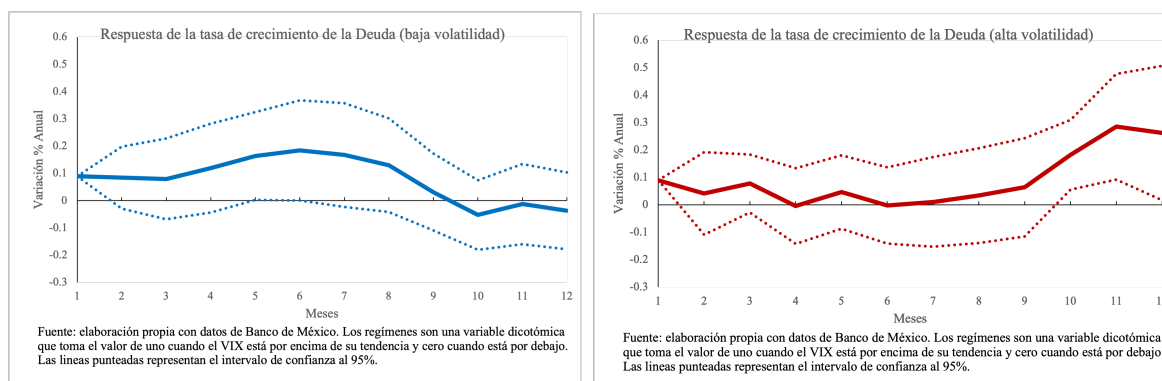 Respuesta de la tasa de crecimiento de la Deuda (baja volatilidad)
Variación % Anual
0.6
0.5
0.4
0.3
0.2
0.1
0
-0.1
-0.2
-0.3
1 2 3 4 5 6 7 8 9 10 11 12
Meses
Fuente: elaboración propia con datos de Banco de México. Los regímenes son una variable dicotómica
que toma el valor de uno cuando el VIX está por encima de su tendencia y cero cuando está por debajo.
Las lineas punteadas representan el intervalo de confianza al 95%.
Respuesta de la tasa de crecimiento de la Deuda (alta volatilidad)
Variación % Anual
0.6
0.5
0.4
0.3
0.2
0.1
0
-0.1
-0.2
-0.3
1 2 3 4 5 6 7 8 9 10 11 1
Meses
Fuente: elaboración propia con datos de Banco de México. Los regímenes son una variable dicotómica
que toma el valor de uno cuando el VIX está por encima de su tendencia y cero cuando está por debajo
Las lineas punteadas representan el intervalo de confianza al 95%.